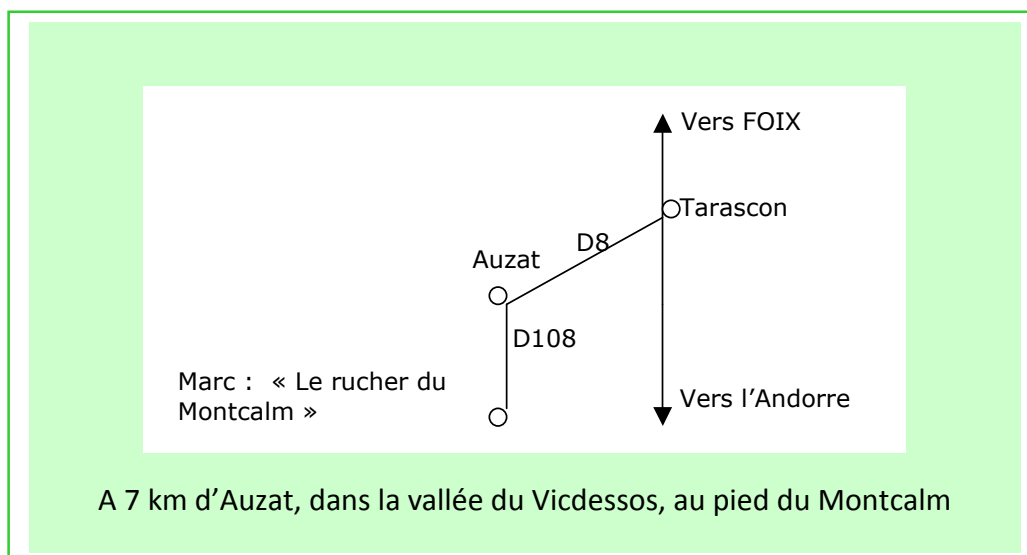 Vers FOIX
Tarascon
D8
Auzat
D108
Marc :  « Le rucher du
Montcalm »
Vers l’Andorre
A 7 km d’Auzat, dans la vallée du Vicdessos, au pied du Montcalm